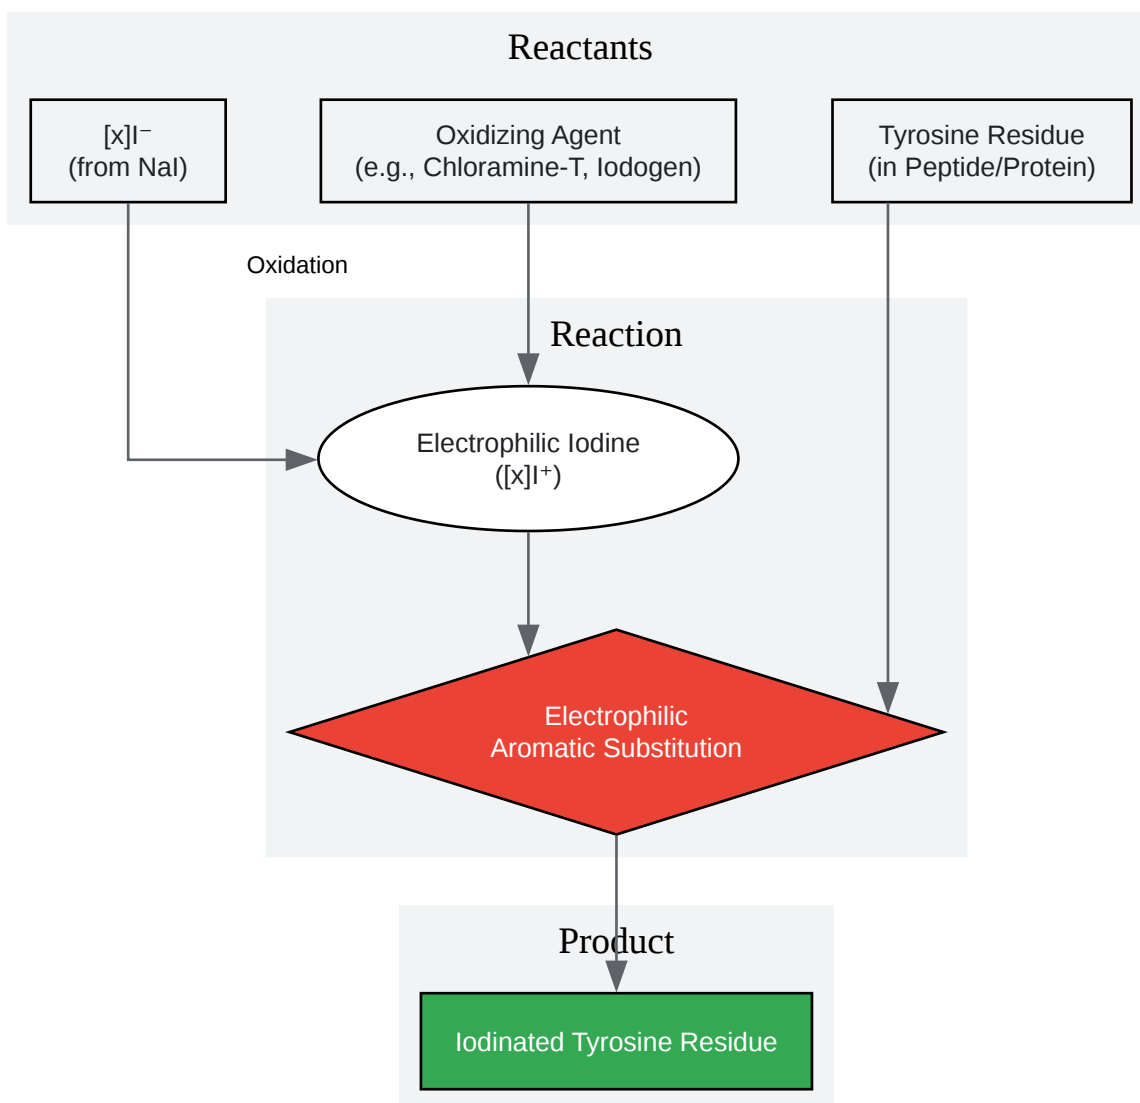 Reactants
[x]I⁻
(from NaI)
Oxidizing Agent
(e.g., Chloramine-T, Iodogen)
Tyrosine Residue
(in Peptide/Protein)
Oxidation
Reaction
Electrophilic Iodine
([x]I⁺)
Electrophilic
Aromatic Substitution
Product
Iodinated Tyrosine Residue